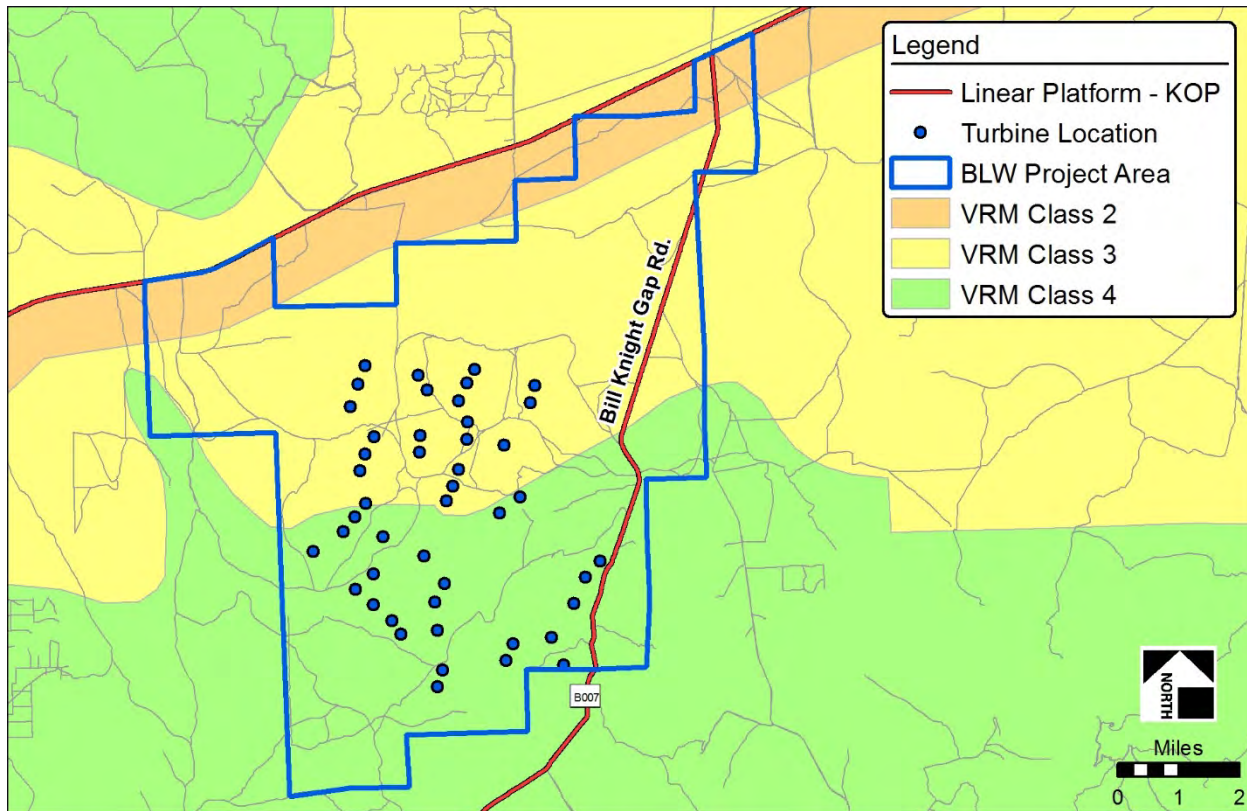 Legend
Linear Platform - KOP
Turbine Location
BLW Project Area
VRM Class 2
VRM Class 3
VRM Class 4
Bill Knight Gap Rd.
B007
NORTH
Miles
0 1 2